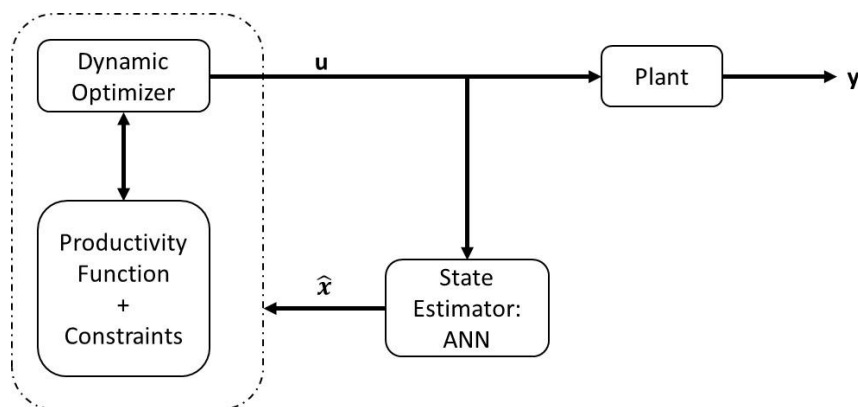 Dynamic
Optimizer
u
Plant
y
Productivity
Function
+
Constraints
x̂
State
Estimator:
ANN